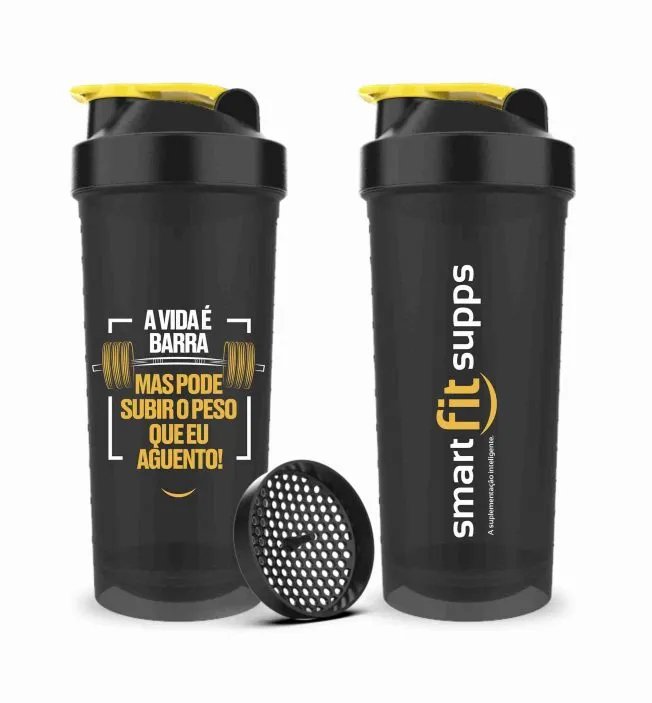 A VIDA É
BARRA
MAS PODE
SUBIR O PESO
QUE EU
AGUENTO!
smart fit supps
A suplementação inteligente.